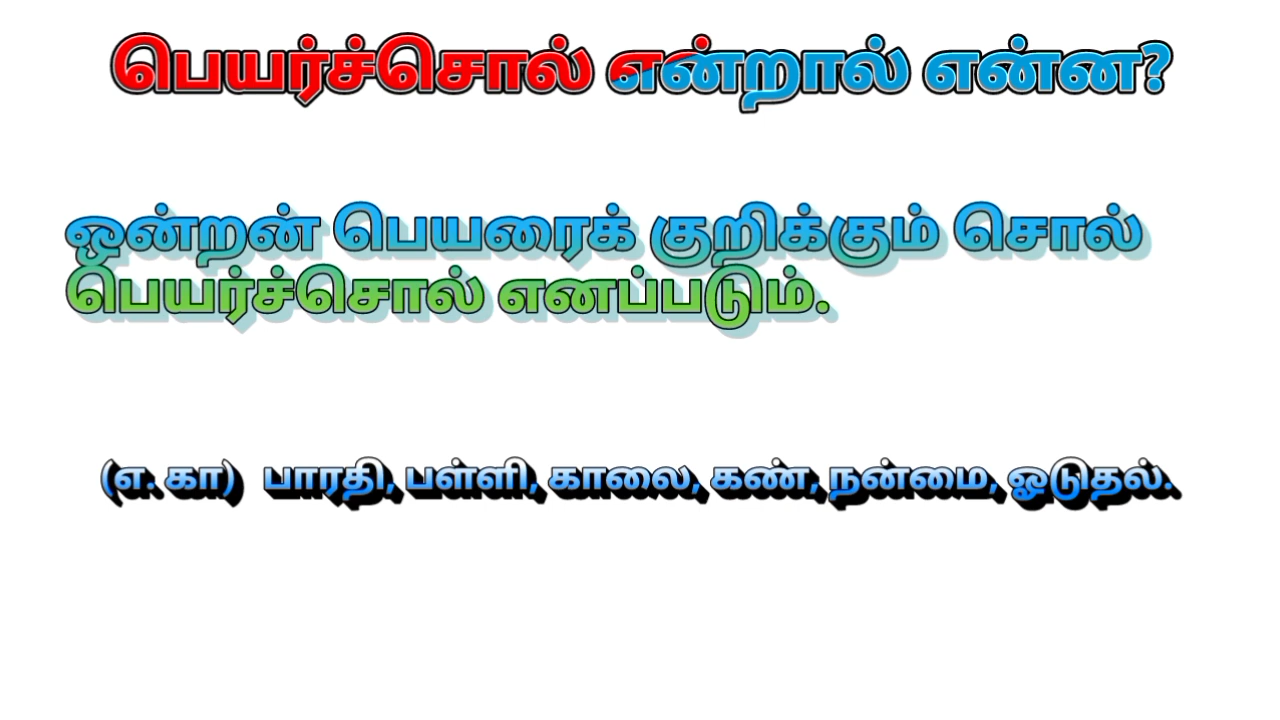 பெயர்ச்சொல் என்றால் என்ன?
ஒன்றன் பெயரைக் குறிக்கும் சொல்
பெயர்ச்சொல் எனப்படும்.
(எ. கா) பாரதி, பள்ளி, காலை, கண், நன்மை, ஓடுதல்.